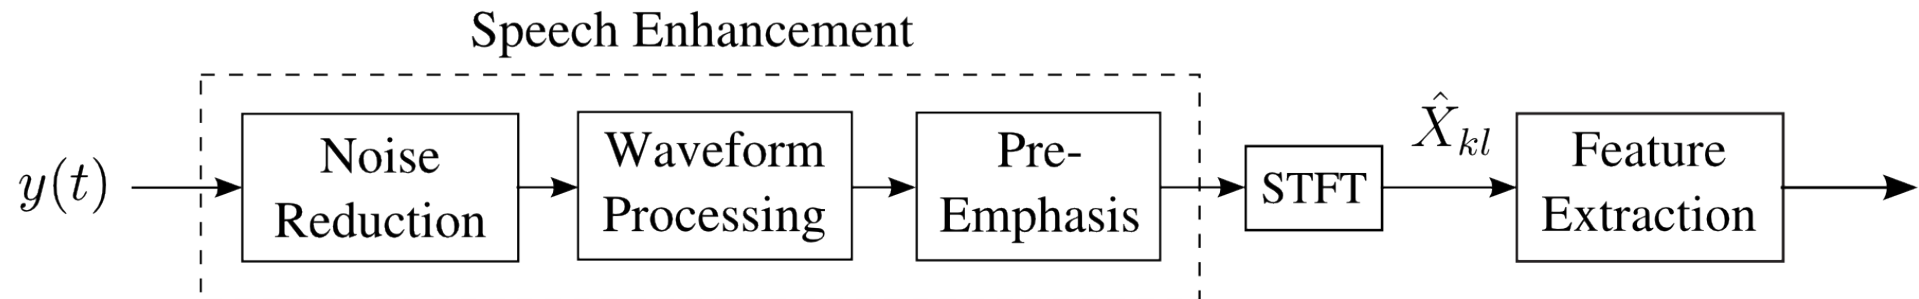 Speech Enhancement
y(t)
Noise
Reduction
Waveform
Processing
Pre-
Emphasis
STFT
X̂ₖₗ
Feature
Extraction